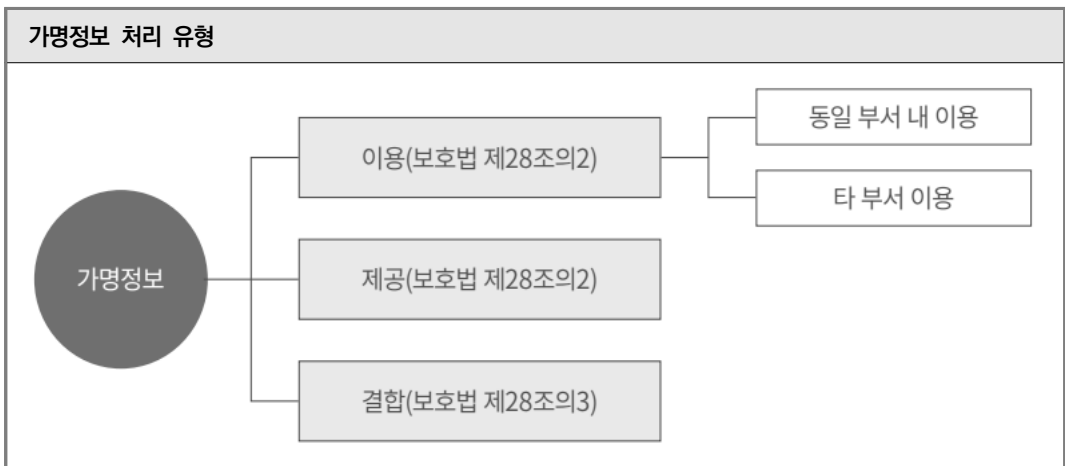 가명정보 처리 유형
가명정보
이용(보호법 제28조의2)
동일 부서 내 이용
타 부서 이용
제공(보호법 제28조의2)
결합(보호법 제28조의3)